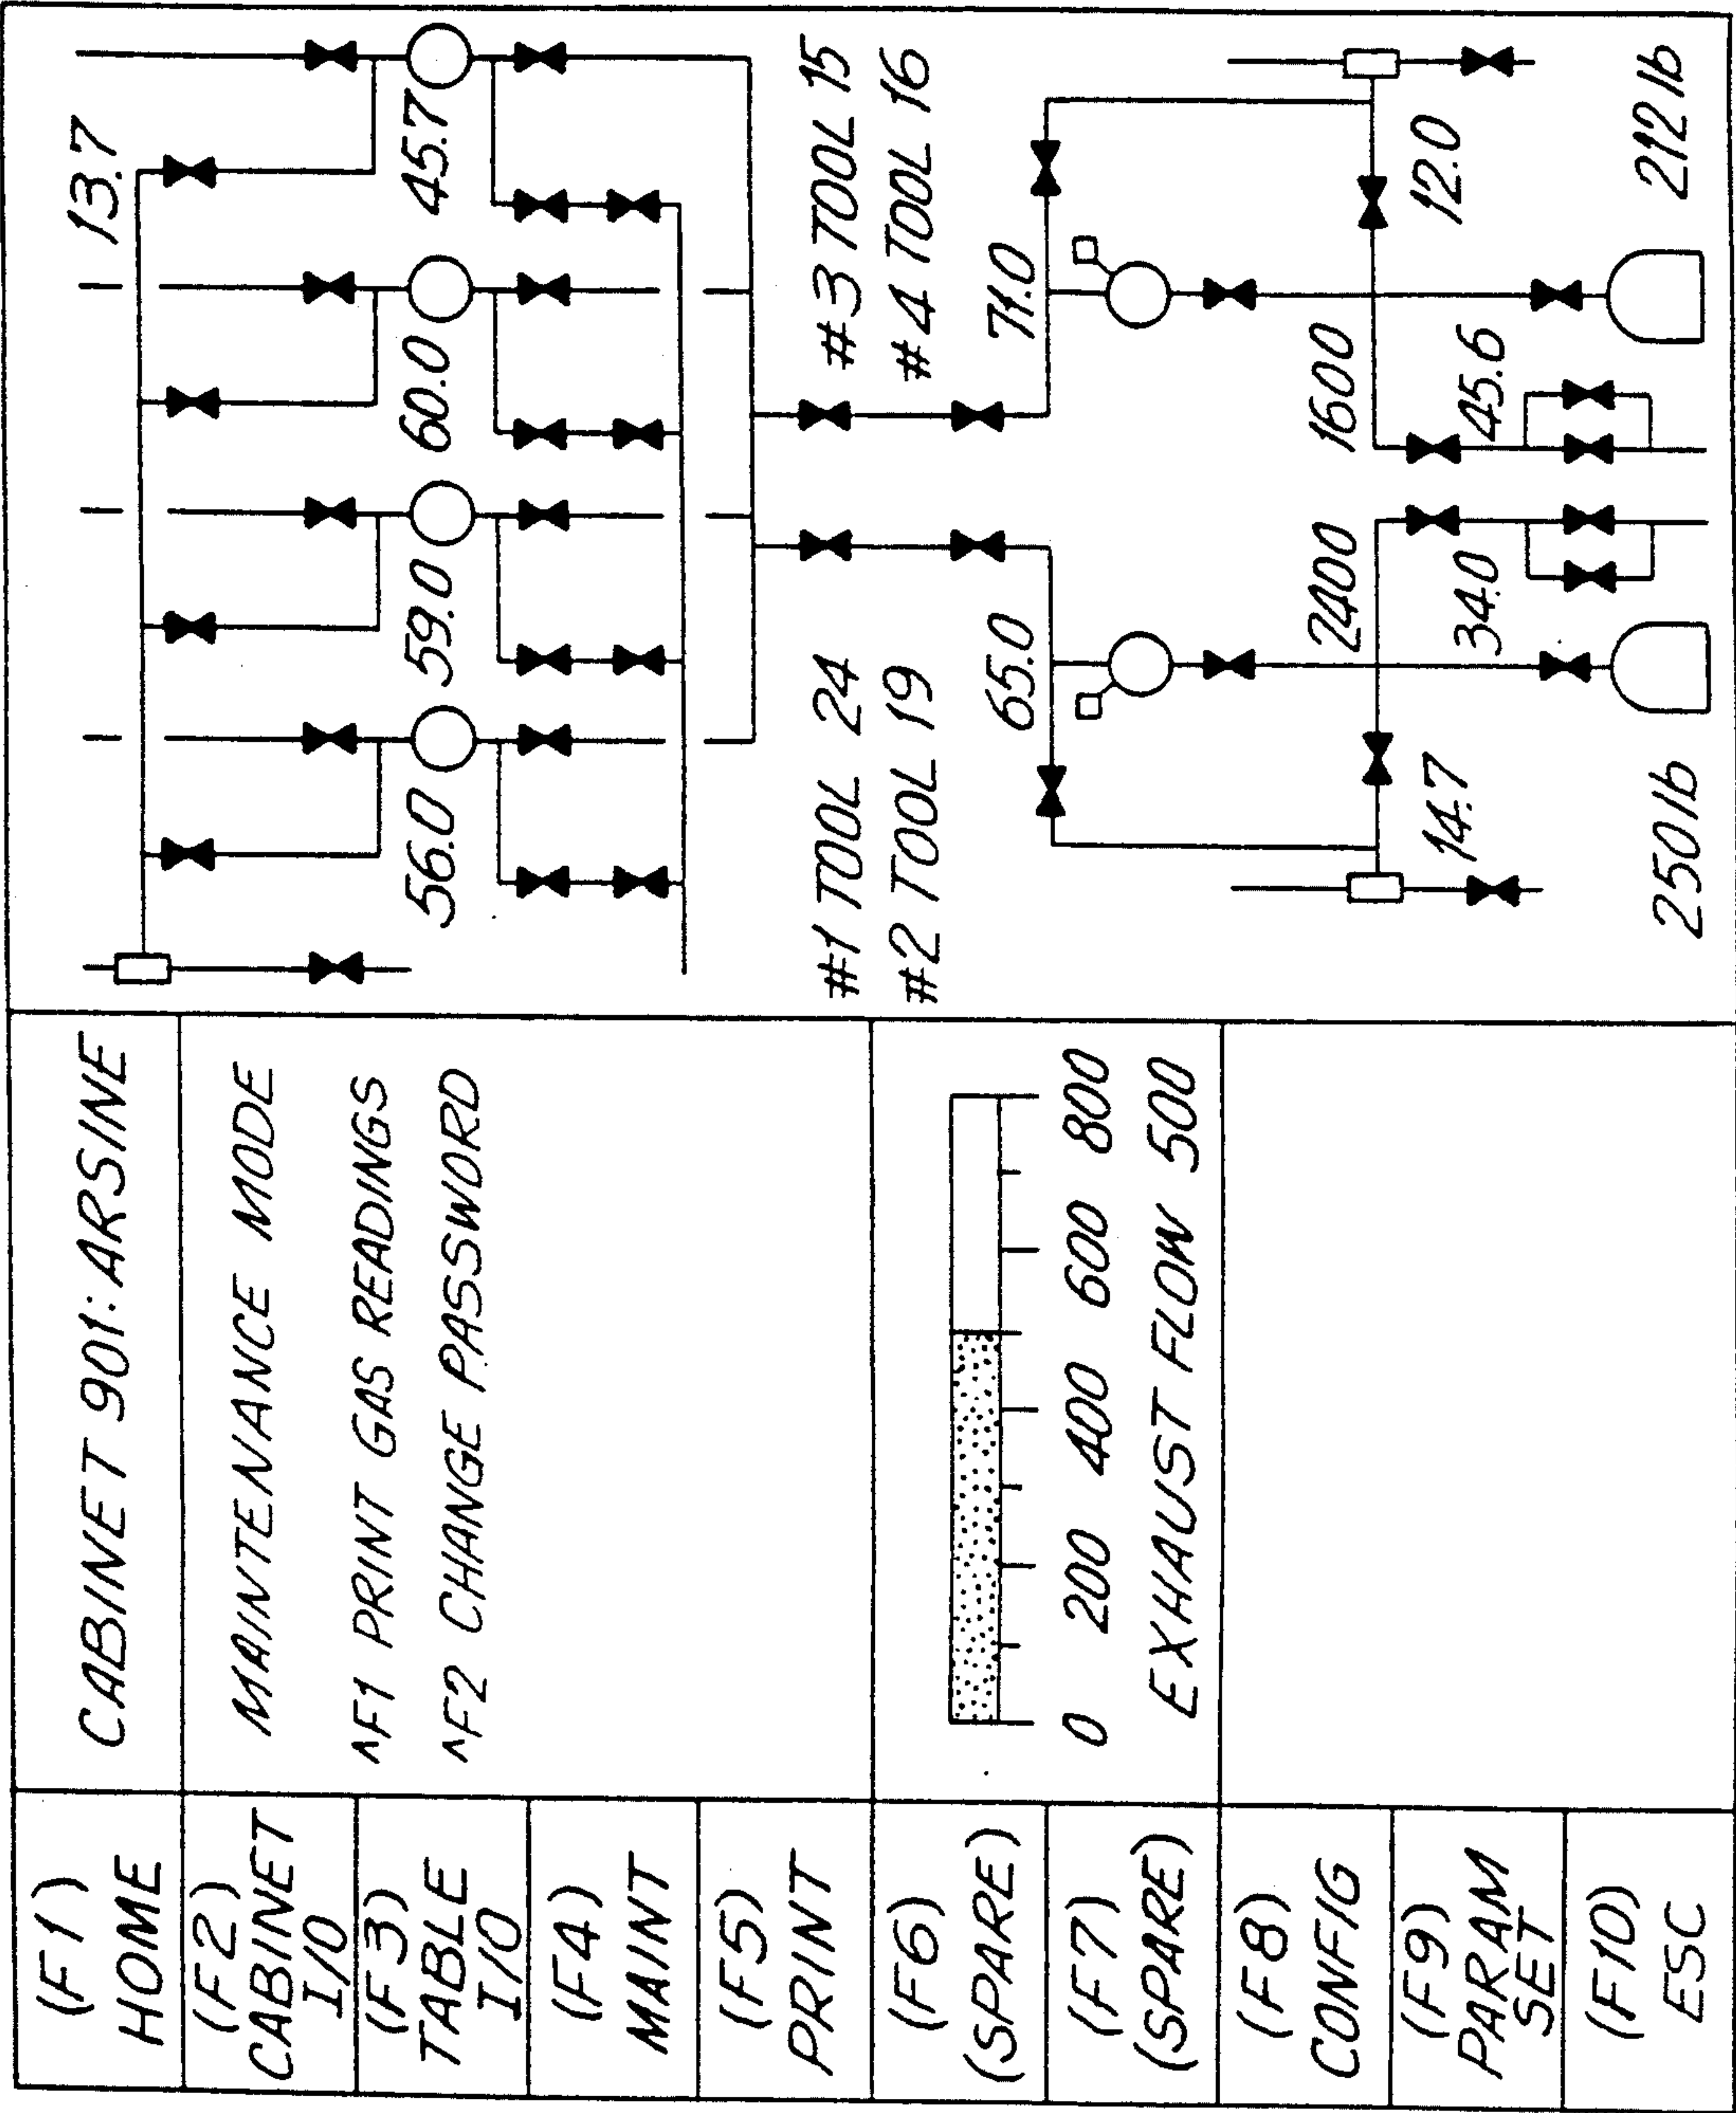 (F1)
HOME
(F2)
CABINET
I/O
(F3)
TABLE
I/O
(F4)
MAINT
(F5)
PRINT
(F6)
(SPARE)
(F7)
(SPARE)
(F8)
CONFIG
(F9)
PARAM
SET
(F10)
ESC
CABINET 901: ARSINE
MAINTENANCE MODE
^F1 PRINT GAS READINGS
^F2 CHANGE PASSWORD
0 200 400 600 800
EXHAUST FLOW 500
13.7
56.0 59.0 60.0 45.7
#1 TOOL 24 #3 TOOL 15
#2 TOOL 19 #4 TOOL 16
65.0 71.0
2400 1600
14.7 34.0 45.6 12.0
250 lb 212 lb